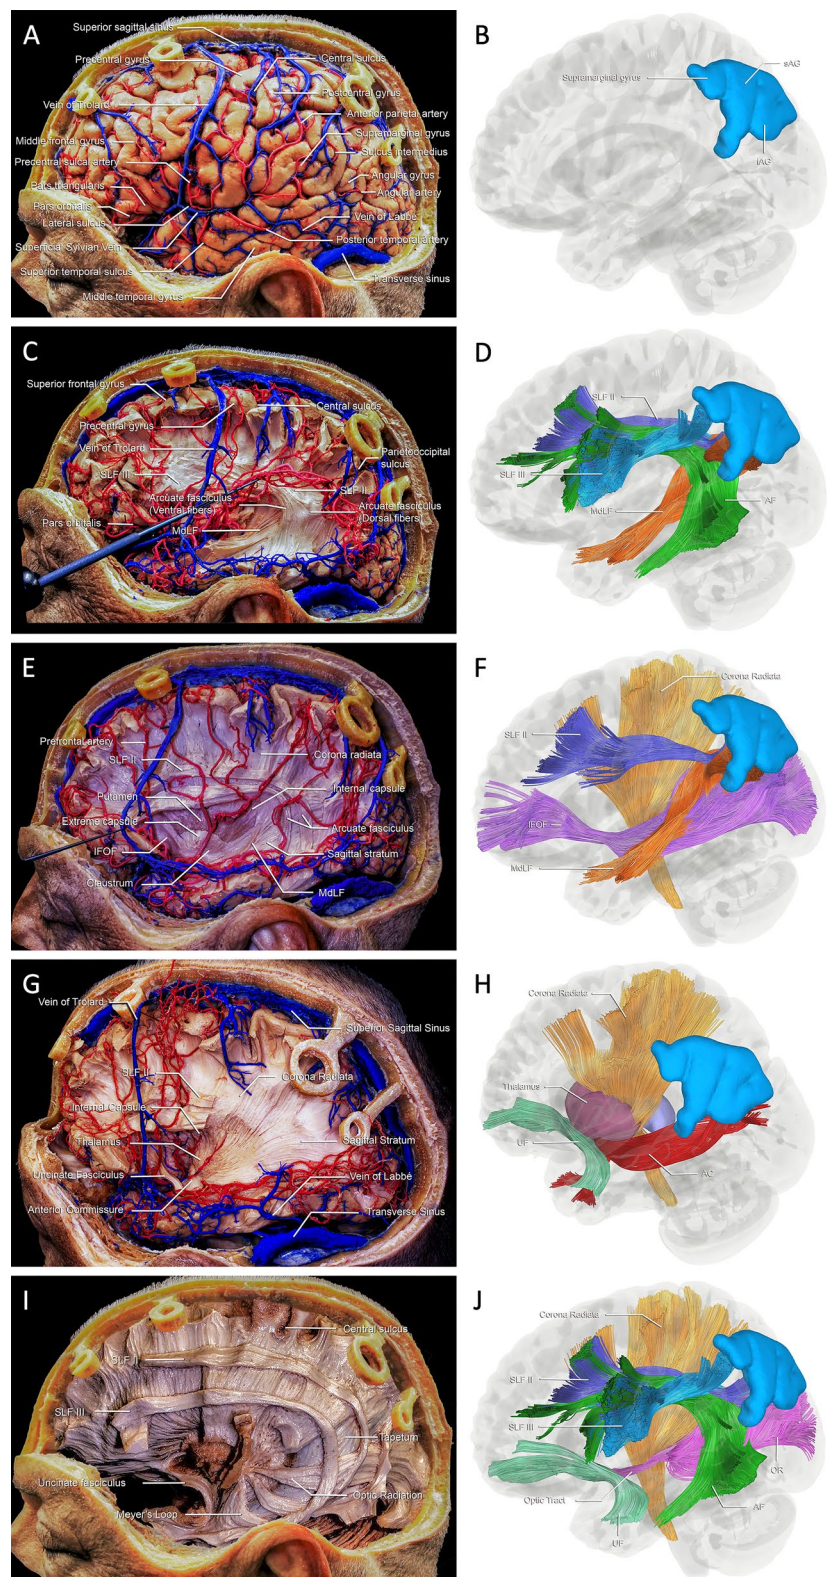 A
Superior sagittal sinus
Precentral gyrus
Central sulcus
Postcentral gyrus
Vein of Trolard
Anterior parietal artery
Supramarginal gyrus
Middle frontal gyrus
Sulcus intermedius
Precentral sulcal artery
Angular gyrus
Pars triangularis
Angular artery
Pars orbitalis
Vein of Labbé
Lateral sulcus
Posterior temporal artery
Superficial Sylvian Vein
Superior temporal sulcus
Transverse sinus
Middle temporal gyrus
B
sAG
Supramarginal gyrus
iAG
C
Superior frontal gyrus
Central sulcus
Precentral gyrus
Vein of Trolard
Parietooccipital
sulcus
SLF III
SLF II
Arcuate fasciculus
(Ventral fibers)
Arcuate fasciculus
(Dorsal fibers)
Pars orbitalis
MdLF
D
SLF II
SLF III
AF
MdLF
E
Prefrontal artery
Corona radiata
SLF II
Internal capsule
Putamen
Extreme capsule
Arcuate fasciculus
IFOF
Sagittal stratum
Claustrum
MdLF
F
Corona Radiata
SLF II
IFOF
MdLF
G
Vein of Trolard
Superior Sagittal Sinus
SLF II
Corona Radiata
Internal Capsule
Thalamus
Sagittal Stratum
Uncinate Fasciculus
Vein of Labbé
Anterior Commissure
Transverse Sinus
H
Corona Radiata
Thalamus
UF
AC
I
Central sulcus
SLF II
SLF III
Tapetum
Uncinate fasciculus
Optic Radiation
Meyer's Loop
J
Corona Radiata
SLF II
SLF III
OR
Optic Tract
AF
UF